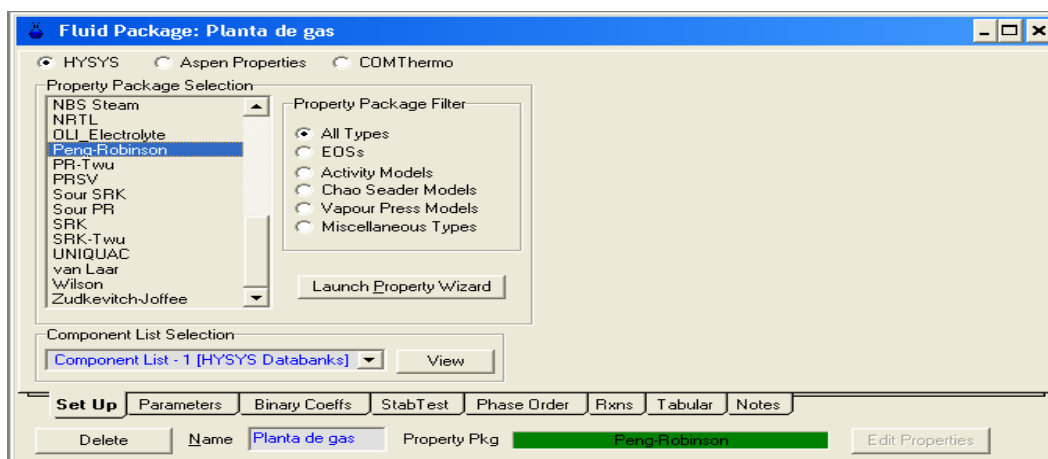 Fluid Package: Planta de gas
HYSYS Aspen Properties COMThermo
Property Package Selection
NBS Steam
NRTL
OLI_Electrolyte
Peng-Robinson
PR-Twu
PRSV
Sour SRK
Sour PR
SRK
SRK-Twu
UNIQUAC
van Laar
Wilson
Zudkevitch-Joffee
Property Package Filter
All Types
EOSs
Activity Models
Chao Seader Models
Vapour Press Models
Miscellaneous Types
Launch Property Wizard
Component List Selection
Component List - 1 [HYSYS Databanks] View
Set Up Parameters Binary Coeffs StabTest Phase Order Rxns Tabular Notes
Delete Name Planta de gas Property Pkg Peng-Robinson Edit Properties